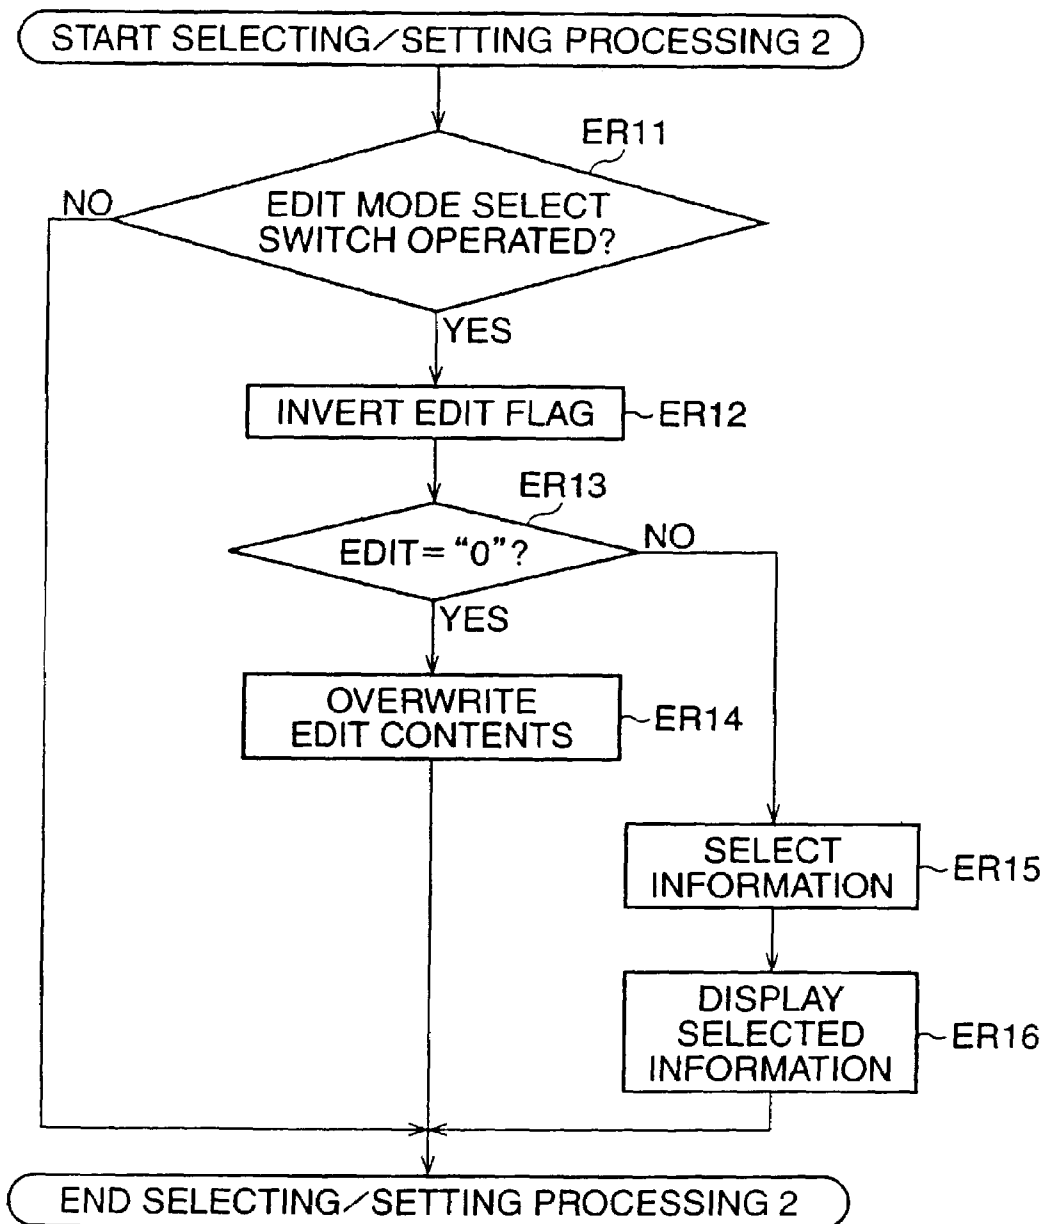 START SELECTING/SETTING PROCESSING 2
ER11
NO
EDIT MODE SELECT
SWITCH OPERATED?
YES
INVERT EDIT FLAG
ER12
ER13
EDIT= “0”?
NO
YES
OVERWRITE
EDIT CONTENTS
ER14
SELECT
INFORMATION
ER15
DISPLAY
SELECTED
INFORMATION
ER16
END SELECTING/SETTING PROCESSING 2